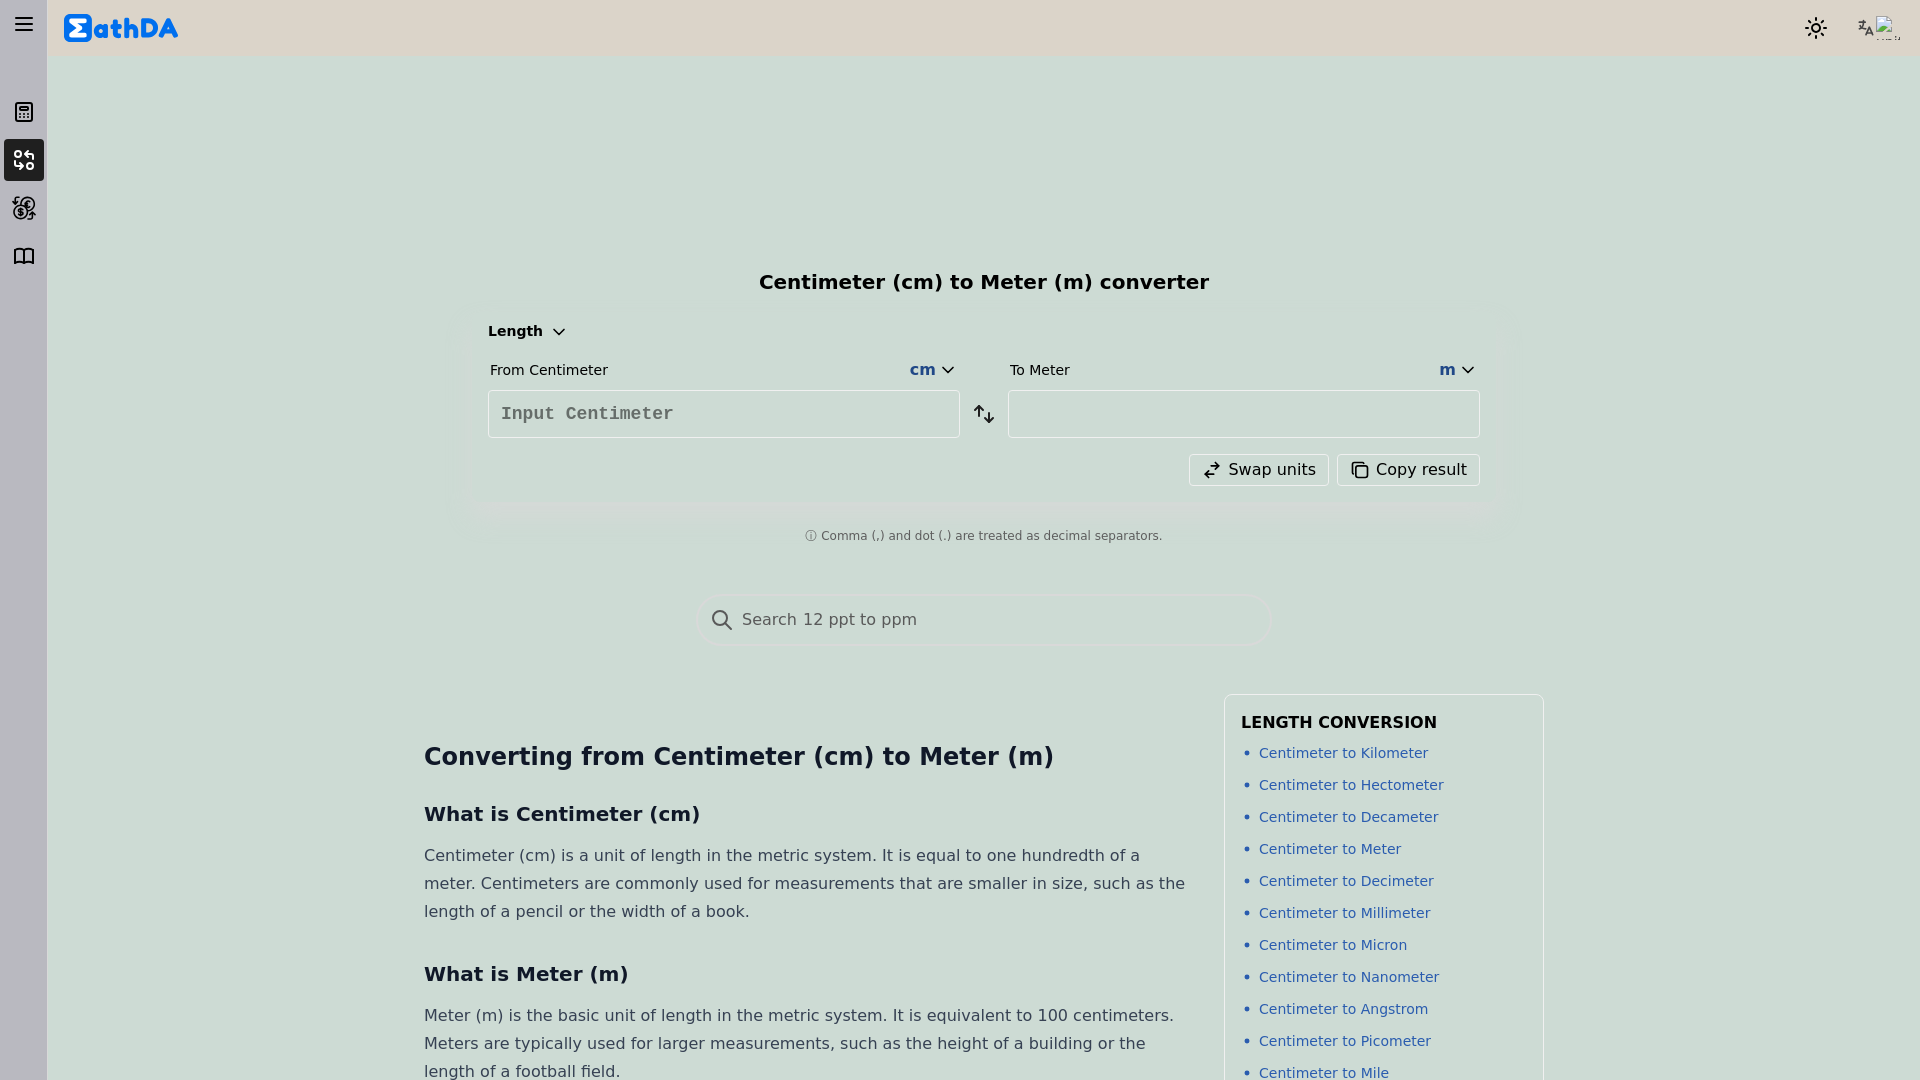 ΣathDA
Centimeter (cm) to Meter (m) converter
Length
From Centimeter
cm
To Meter
m
Input Centimeter
Swap units
Copy result
ⓘ Comma (,) and dot (.) are treated as decimal separators.
Search 12 ppt to ppm
Converting from Centimeter (cm) to Meter (m)
What is Centimeter (cm)
Centimeter (cm) is a unit of length in the metric system. It is equal to one hundredth of a
meter. Centimeters are commonly used for measurements that are smaller in size, such as the
length of a pencil or the width of a book.
What is Meter (m)
Meter (m) is the basic unit of length in the metric system. It is equivalent to 100 centimeters.
Meters are typically used for larger measurements, such as the height of a building or the
length of a football field.
LENGTH CONVERSION
• Centimeter to Kilometer
• Centimeter to Hectometer
• Centimeter to Decameter
• Centimeter to Meter
• Centimeter to Decimeter
• Centimeter to Millimeter
• Centimeter to Micron
• Centimeter to Nanometer
• Centimeter to Angstrom
• Centimeter to Picometer
• Centimeter to Mile